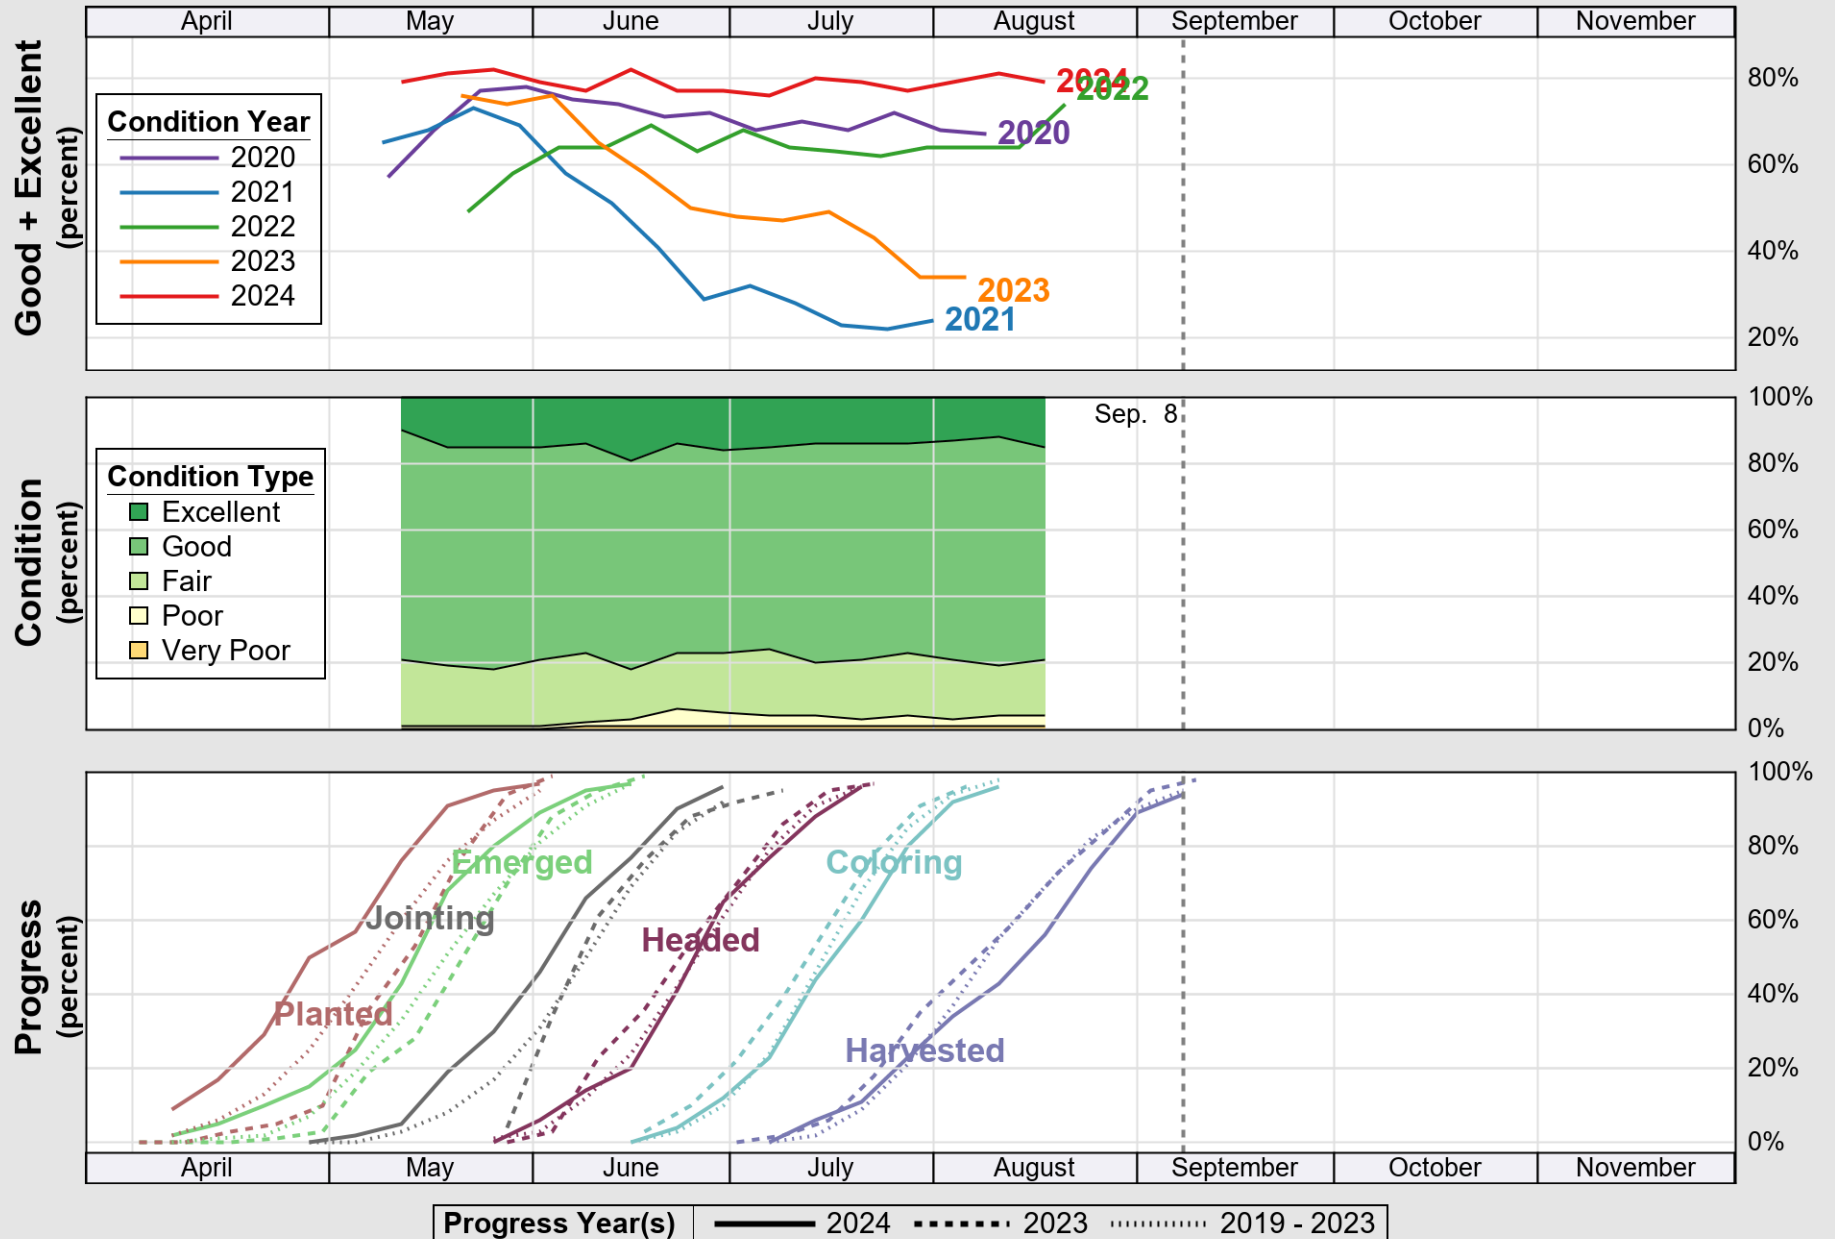 April May June July August September October November
Good + Excellent
(percent)
Condition Year
2020
2021
2022
2023
2024
2024
2022
2020
2023
2021
80%
60%
40%
20%
Condition
(percent)
Condition Type
Excellent
Good
Fair
Poor
Very Poor
Sep. 8
100%
80%
60%
40%
20%
0%
Progress
(percent)
Emerged
Coloring
Jointing
Headed
Planted
Harvested
100%
80%
60%
40%
20%
0%
April May June July August September October November
Progress Year(s) 2024 2023 2019 - 2023